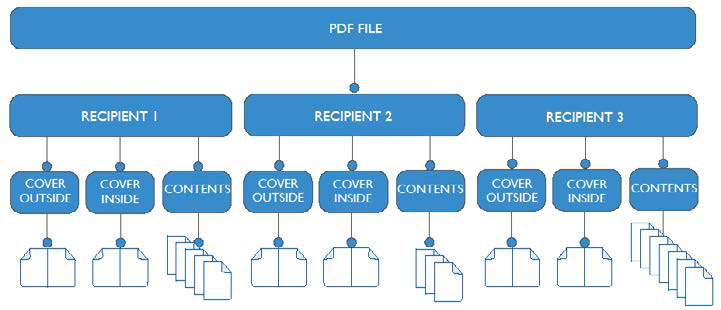 PDF FILE
RECIPIENT 1
RECIPIENT 2
RECIPIENT 3
COVER
OUTSIDE
COVER
INSIDE
CONTENTS
COVER
OUTSIDE
COVER
INSIDE
CONTENTS
COVER
OUTSIDE
COVER
INSIDE
CONTENTS